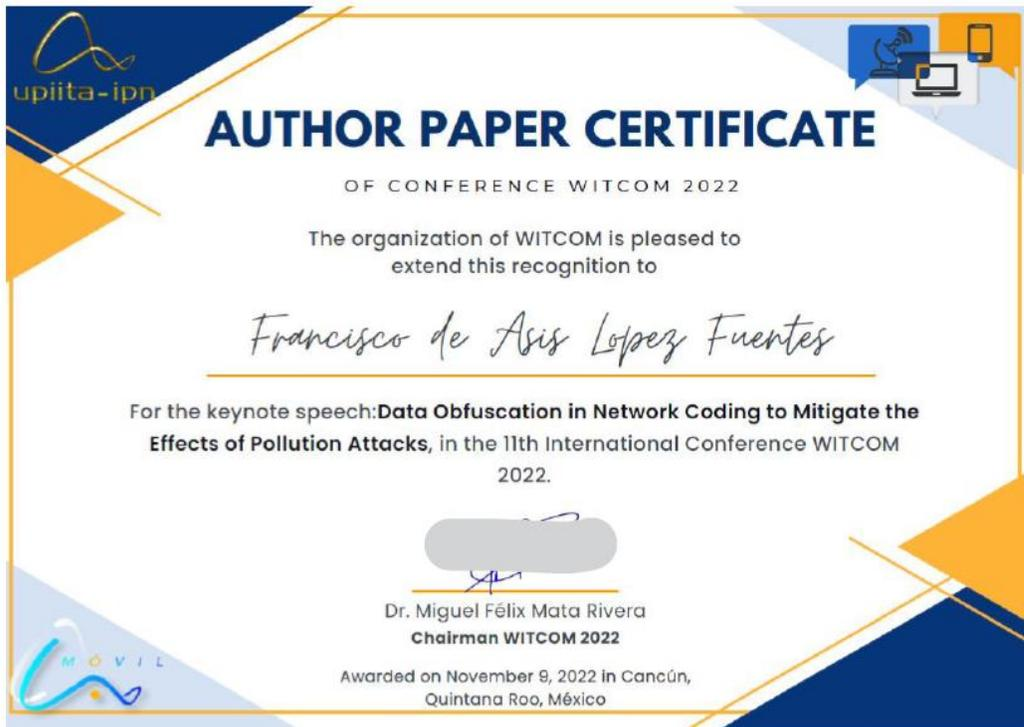 upiita-ipn
AUTHOR PAPER CERTIFICATE
OF CONFERENCE WITCOM 2022
The organization of WITCOM is pleased to
extend this recognition to
Francisco de Asis Lopez Fuentes
For the keynote speech:Data Obfuscation in Network Coding to Mitigate the
Effects of Pollution Attacks, in the 11th International Conference WITCOM
2022.
Dr. Miguel Félix Mata Rivera
Chairman WITCOM 2022
Awarded on November 9, 2022 in Cancún,
Quintana Roo, México
MÓVIL